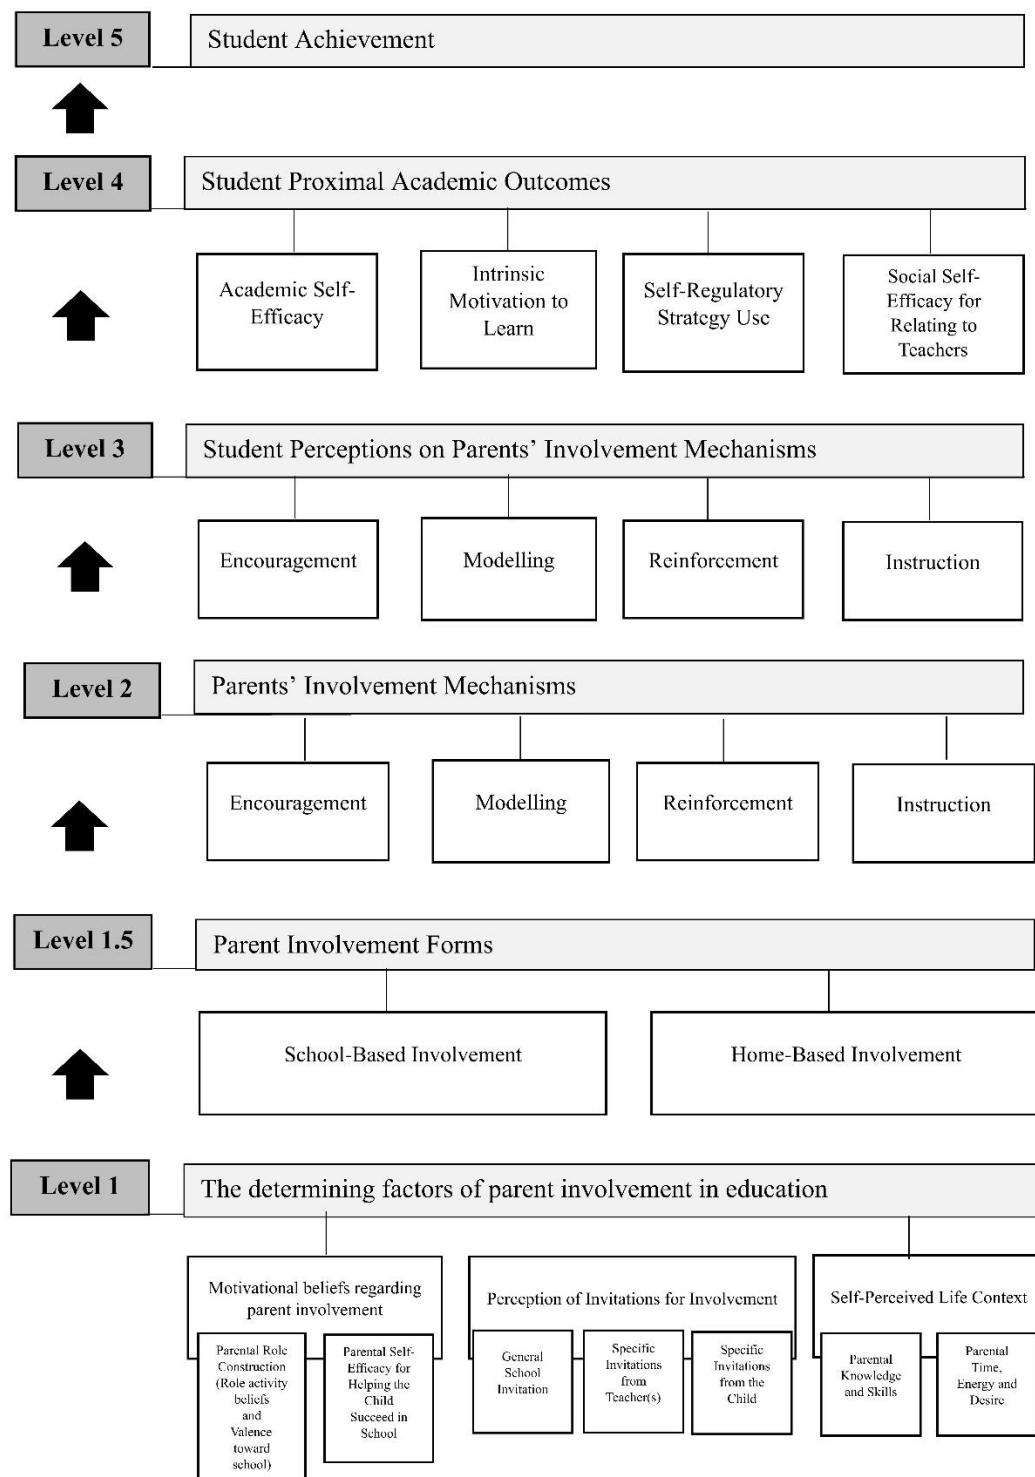 Level 5
Student Achievement
Level 4
Student Proximal Academic Outcomes
Academic Self-
Efficacy
Intrinsic
Motivation to
Learn
Self-Regulatory
Strategy Use
Social Self-
Efficacy for
Relating to
Teachers
Level 3
Student Perceptions on Parents’ Involvement Mechanisms
Encouragement
Modelling
Reinforcement
Instruction
Level 2
Parents’ Involvement Mechanisms
Encouragement
Modelling
Reinforcement
Instruction
Level 1.5
Parent Involvement Forms
School-Based Involvement
Home-Based Involvement
Level 1
The determining factors of parent involvement in education
Motivational beliefs regarding
parent involvement
Parental Role
Construction
(Role activity
beliefs
and
Valence
toward
school)
Parental Self-
Efficacy for
Helping the
Child
Succeed in
School
Perception of Invitations for Involvement
General
School
Invitation
Specific
Invitations
from
Teacher(s)
Specific
Invitations
from the
Child
Self-Perceived Life Context
Parental
Knowledge
and Skills
Parental
Time,
Energy and
Desire